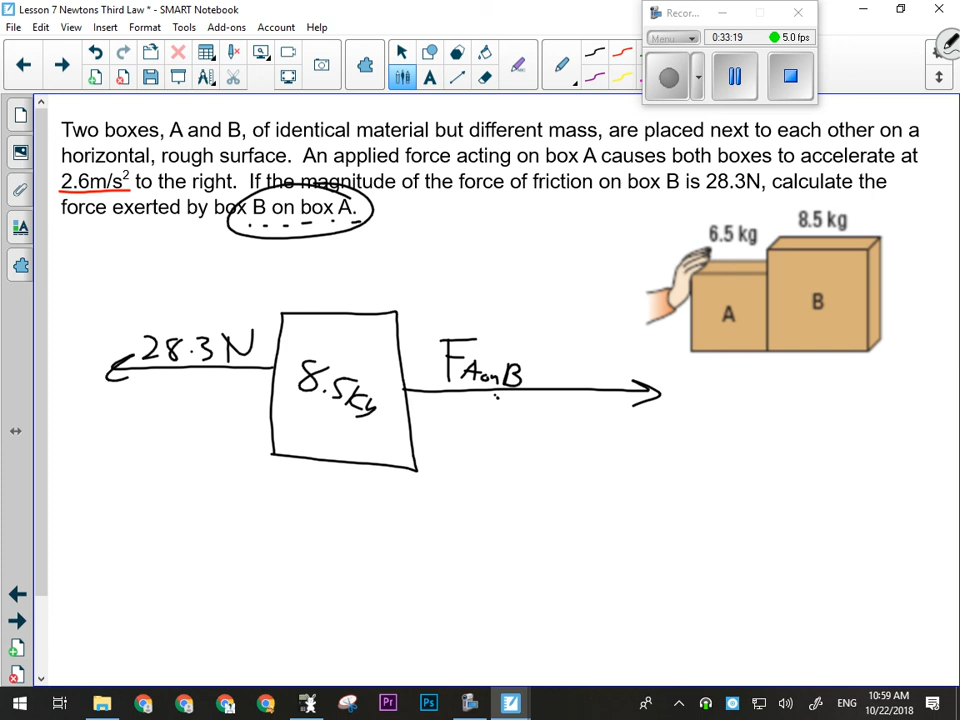 Lesson 7 Newtons Third Law * - SMART Notebook
File Edit View Insert Format Tools Add-ons Account Help
Recor...
Menu
0:33:19
5.0 fps
Two boxes, A and B, of identical material but different mass, are placed next to each other on a
horizontal, rough surface. An applied force acting on box A causes both boxes to accelerate at
2.6m/s² to the right. If the magnitude of the force of friction on box B is 28.3N, calculate the
force exerted by box B on box A.
6.5 kg
8.5 kg
A
B
28.3 N
8.5Kg
FAonB
Pr
Ps
ENG
10:59 AM
10/22/2018